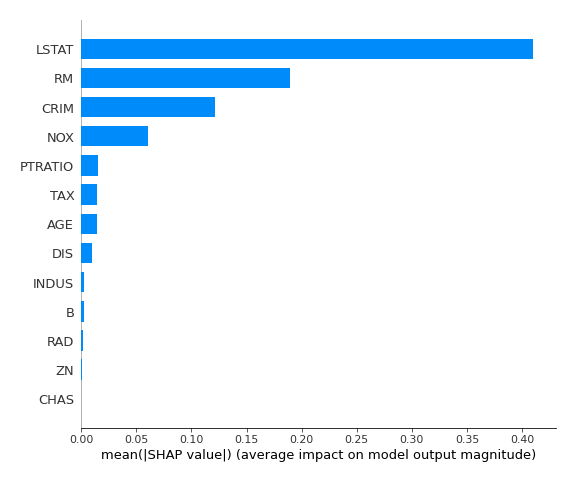 LSTAT
RM
CRIM
NOX
PTRATIO
TAX
AGE
DIS
INDUS
B
RAD
ZN
CHAS
0.00 0.05 0.10 0.15 0.20 0.25 0.30 0.35 0.40
mean(|SHAP value|) (average impact on model output magnitude)